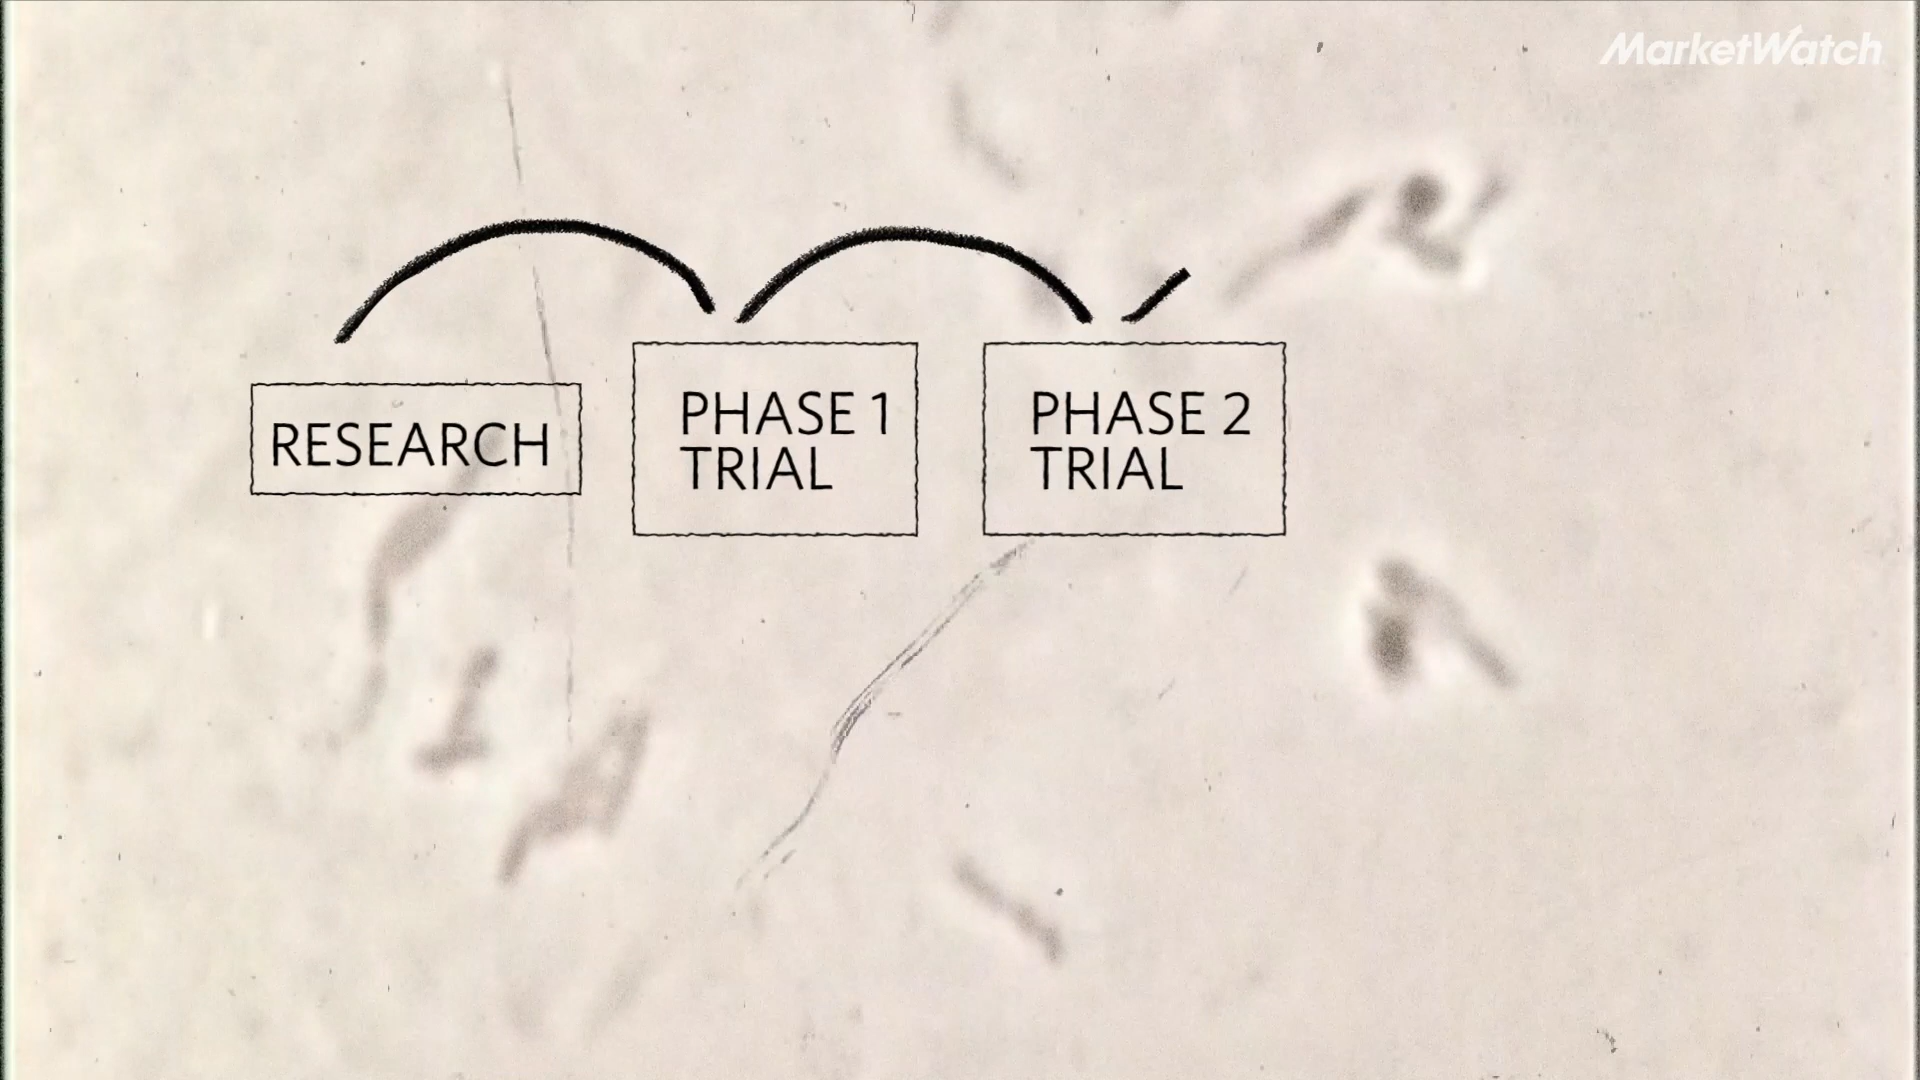 MarketWatch
RESEARCH
PHASE 1
TRIAL
PHASE 2
TRIAL